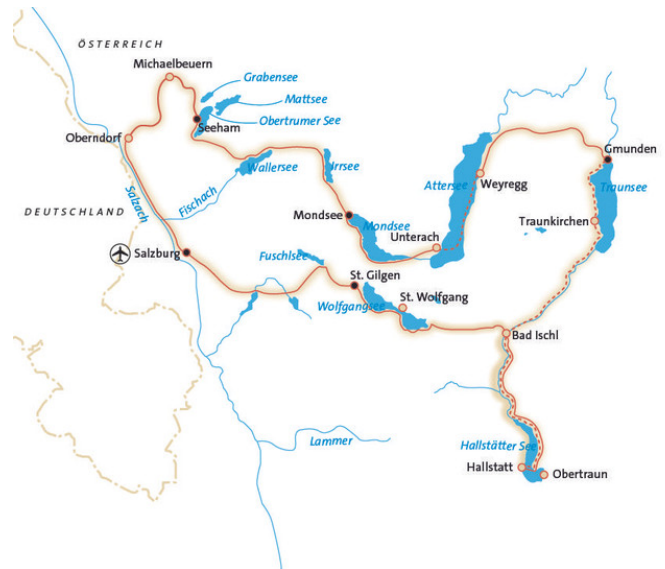 ÖSTERREICH
Michaelbeuern
Grabensee
Mattsee
Obertrumer See
Seeham
Oberndorf
Wallersee
Irrsee
Gmunden
Attersee
Weyregg
Traunsee
Fischach
Salzach
DEUTSCHLAND
Mondsee
Mondsee
Traunkirchen
Unterach
Salzburg
Fuschlsee
St. Gilgen
St. Wolfgang
Wolfgangsee
Bad Ischl
Lammer
Hallstätter See
Hallstatt
Obertraun